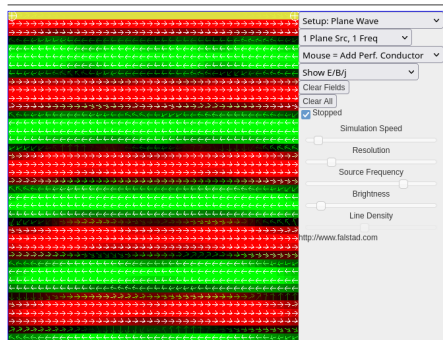 Setup: Plane Wave
1 Plane Src, 1 Freq
Mouse = Add Perf. Conductor
Show E/B/j
Clear Fields
Clear All
Stopped
Simulation Speed
Resolution
Source Frequency
Brightness
Line Density
http://www.falstad.com